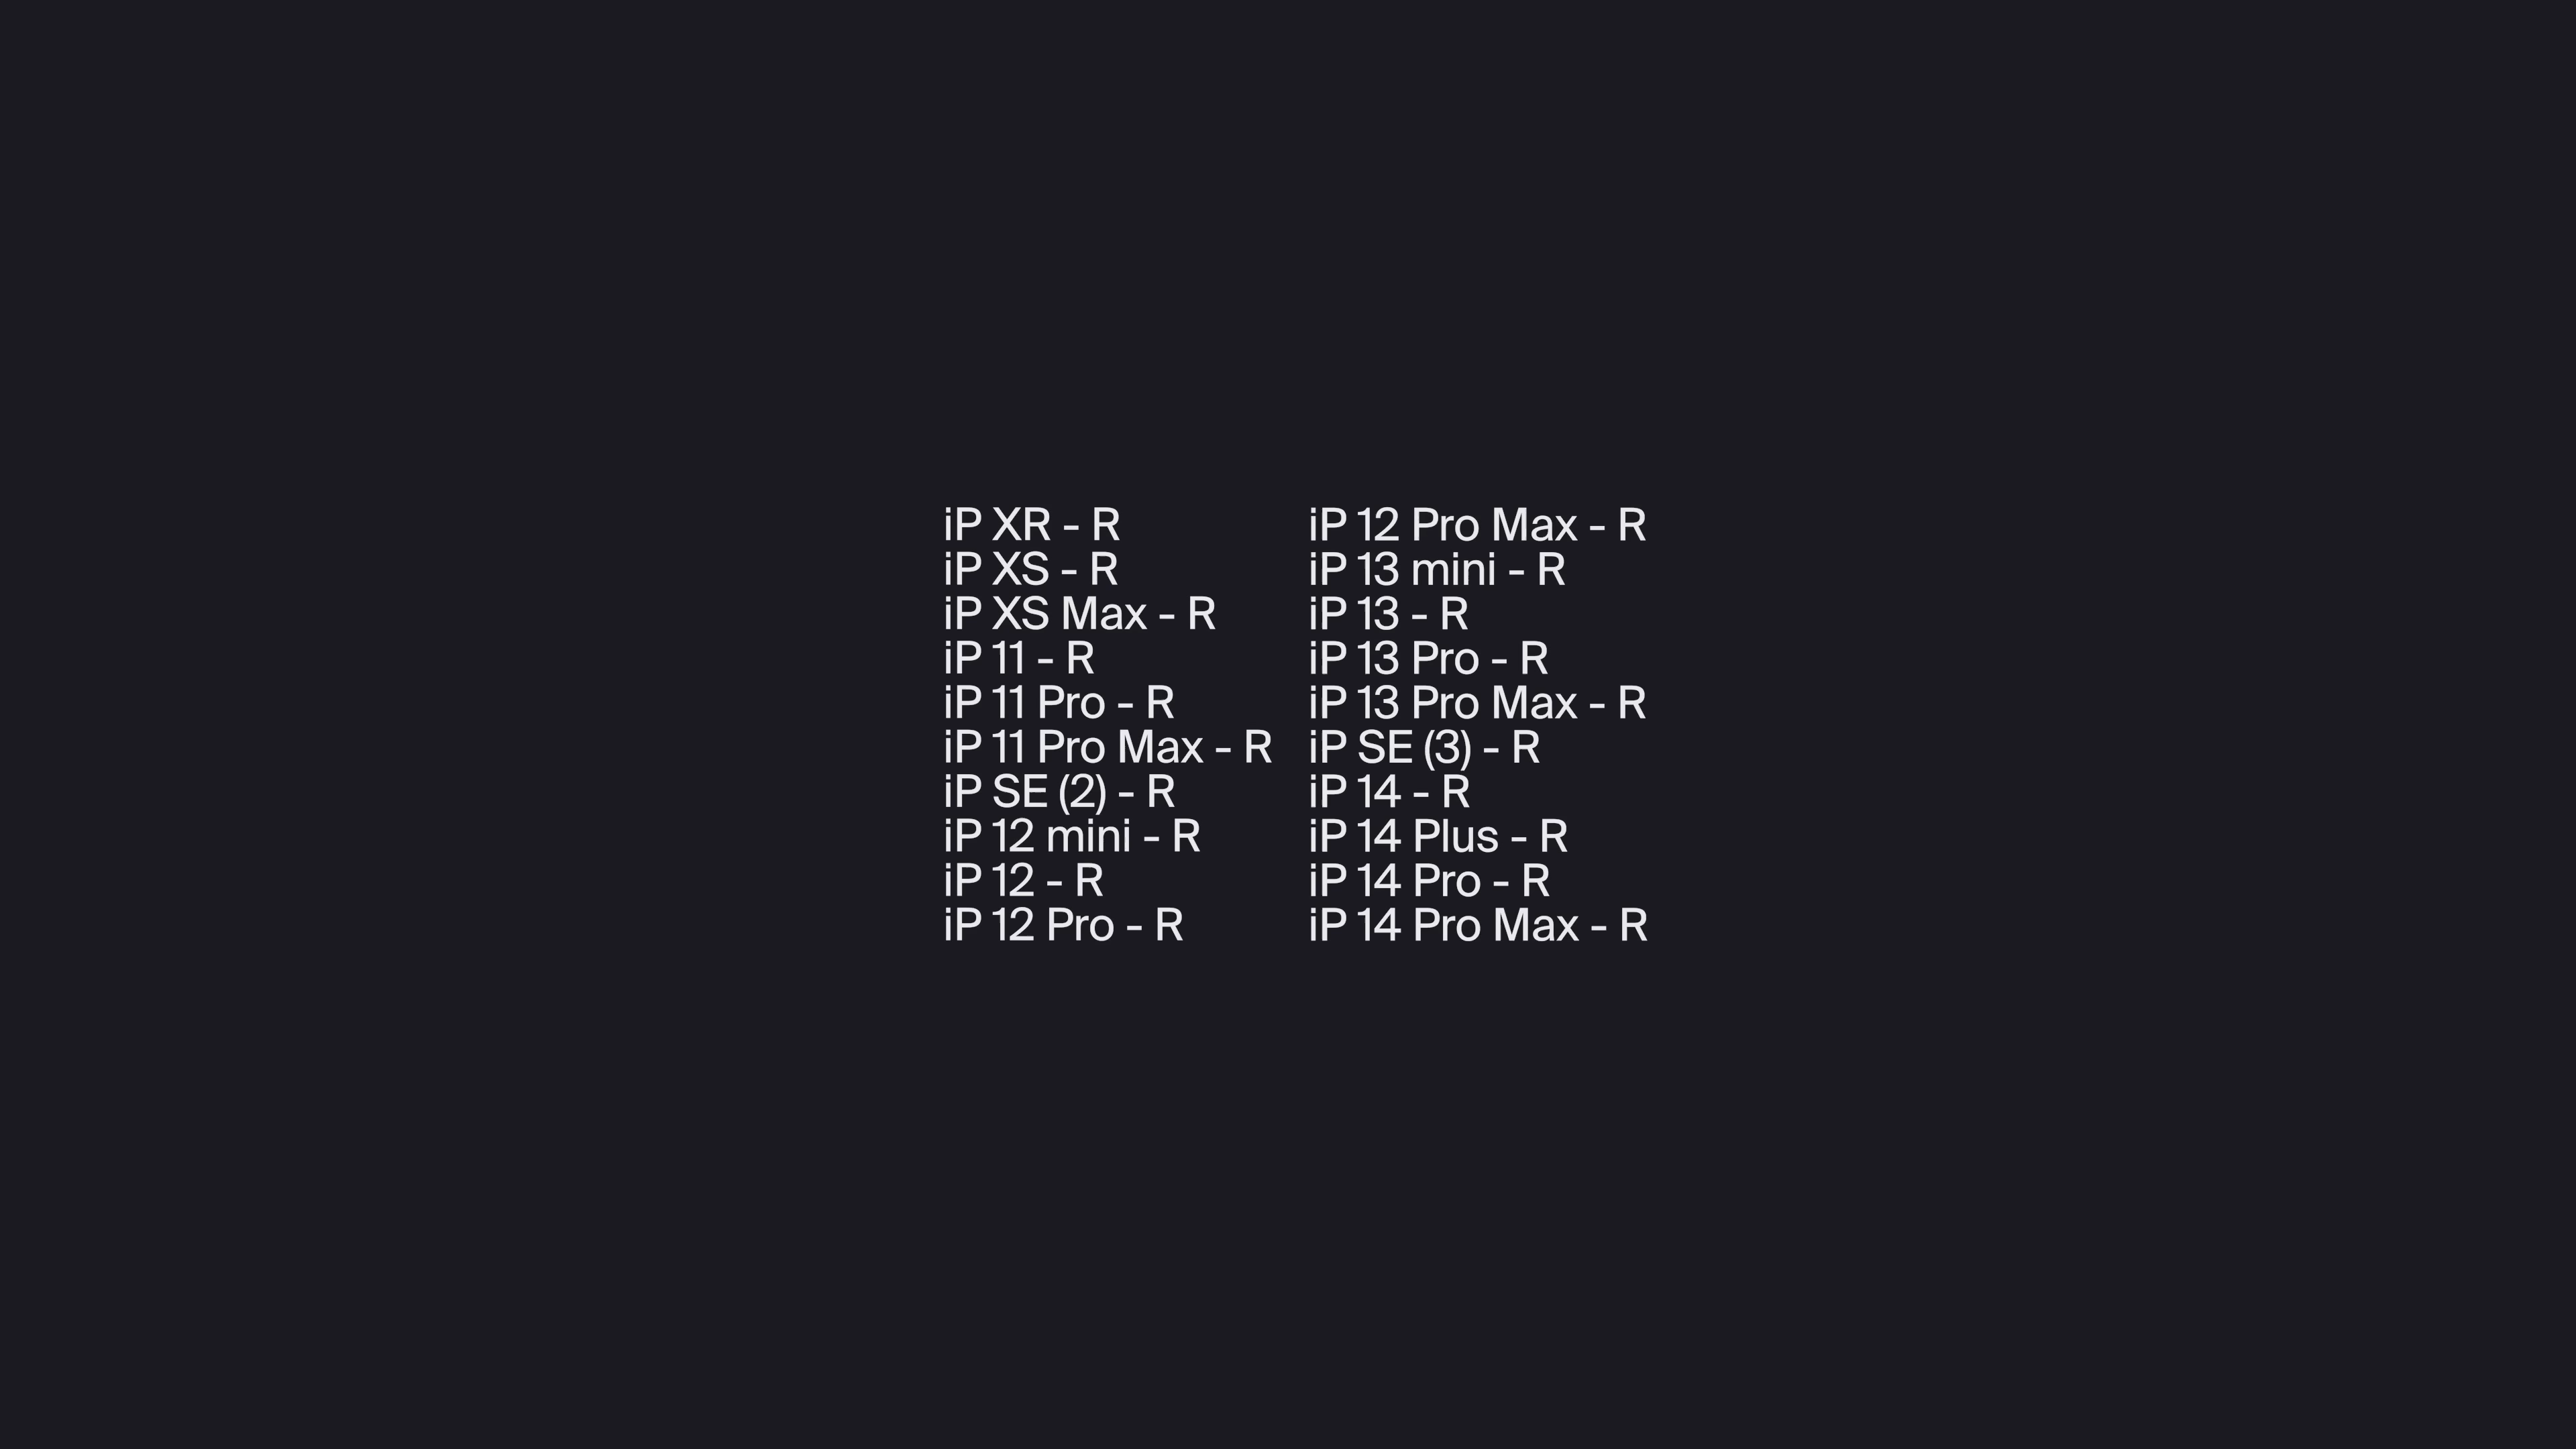 iP XR - R
iP XS - R
iP XS Max - R
iP 11 - R
iP 11 Pro - R
iP 11 Pro Max - R
iP SE (2) - R
iP 12 mini - R
iP 12 - R
iP 12 Pro - R
iP 12 Pro Max - R
iP 13 mini - R
iP 13 - R
iP 13 Pro - R
iP 13 Pro Max - R
iP SE (3) - R
iP 14 - R
iP 14 Plus - R
iP 14 Pro - R
iP 14 Pro Max - R